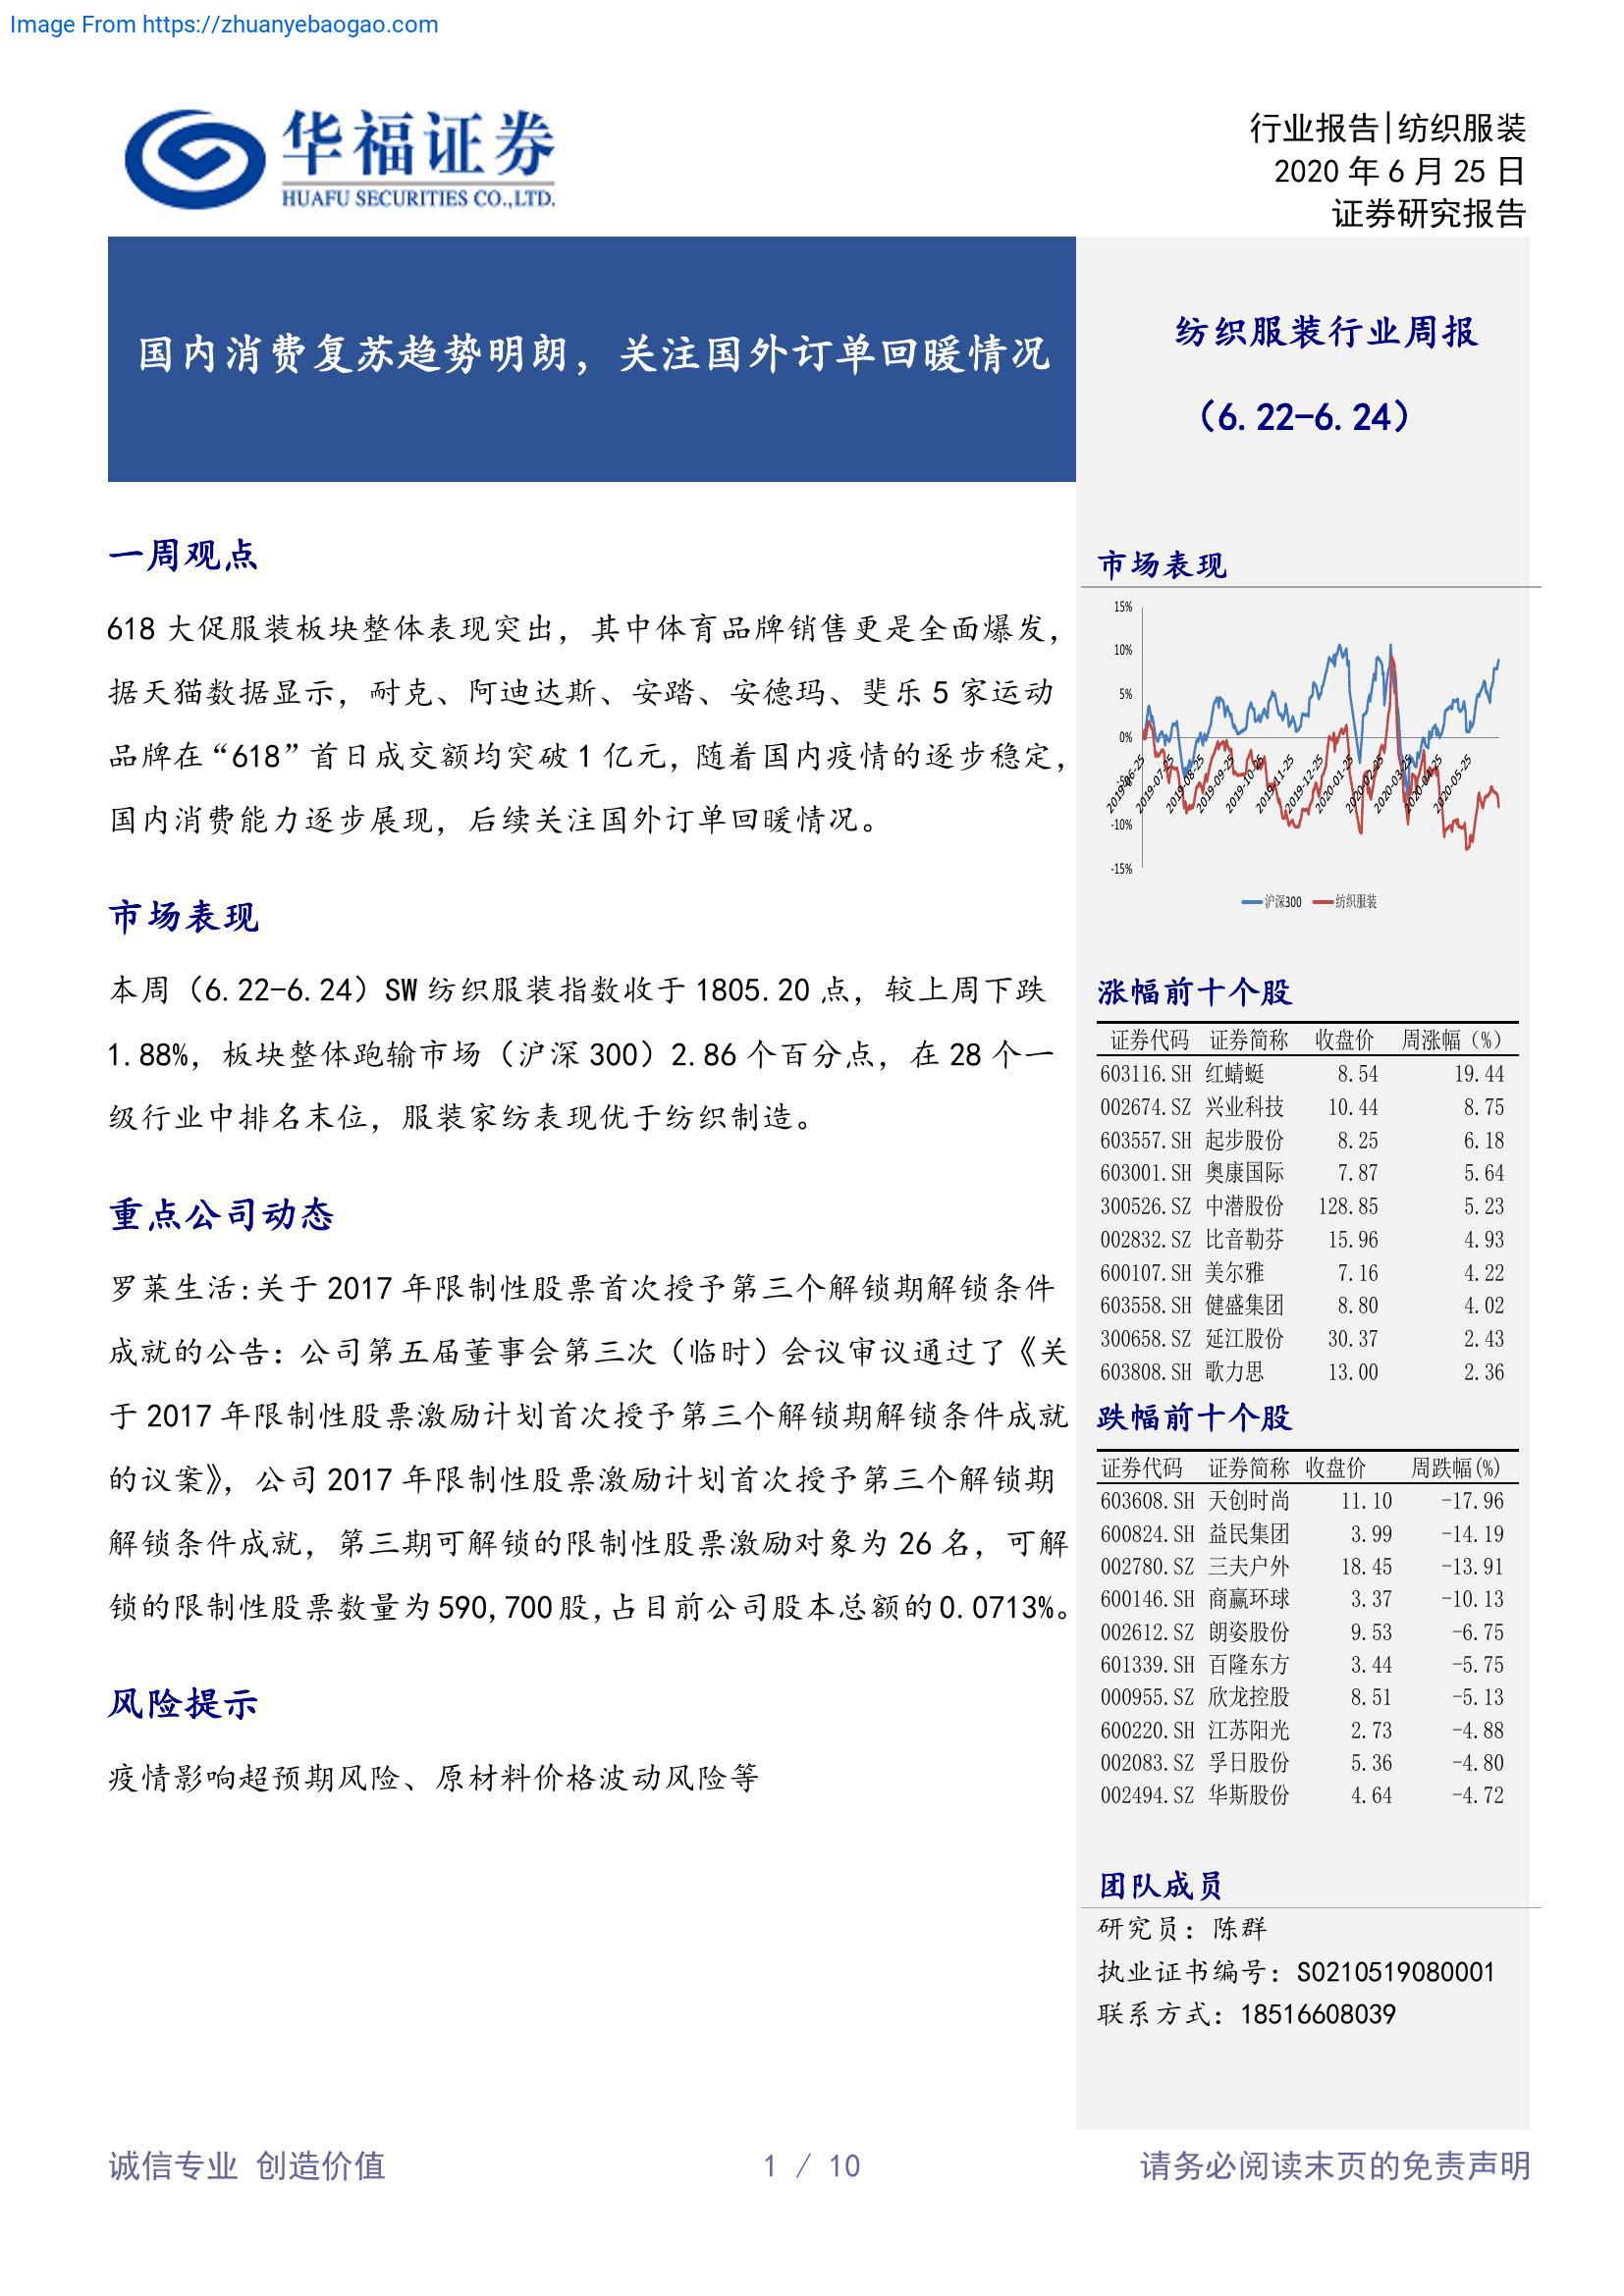 Image From https://zhuanyebaogao.com
华福证券
HUAFU SECURITIES CO.,LTD.
行业报告|纺织服装
2020 年 6 月 25 日
证券研究报告
国内消费复苏趋势明朗，关注国外订单回暖情况
纺织服装行业周报
（6.22-6.24）
一周观点
618 大促服装板块整体表现突出，其中体育品牌销售更是全面爆发，
据天猫数据显示，耐克、阿迪达斯、安踏、安德玛、斐乐 5 家运动
品牌在“618”首日成交额均突破 1 亿元，随着国内疫情的逐步稳定，
国内消费能力逐步展现，后续关注国外订单回暖情况。
市场表现
本周（6.22-6.24）SW 纺织服装指数收于 1805.20 点，较上周下跌
1.88%，板块整体跑输市场（沪深 300）2.86 个百分点，在 28 个一
级行业中排名末位，服装家纺表现优于纺织制造。
重点公司动态
罗莱生活:关于 2017 年限制性股票首次授予第三个解锁期解锁条件
成就的公告：公司第五届董事会第三次（临时）会议审议通过了《关
于 2017 年限制性股票激励计划首次授予第三个解锁期解锁条件成就
的议案》，公司 2017 年限制性股票激励计划首次授予第三个解锁期
解锁条件成就，第三期可解锁的限制性股票激励对象为 26 名，可解
锁的限制性股票数量为 590,700 股，占目前公司股本总额的 0.0713%。
风险提示
疫情影响超预期风险、原材料价格波动风险等
市场表现
15%
10%
5%
0%
-10%
-15%
2019-06-25
2019-07-25
2019-08-25
2019-09-25
2019-10-25
2019-11-25
2019-12-25
2020-01-25
2020-02-25
2020-03-25
2020-04-25
2020-05-25
沪深300 纺织服装
涨幅前十个股
证券代码 证券简称 收盘价 周涨幅（%）
603116.SH 红蜻蜓 8.54 19.44
002674.SZ 兴业科技 10.44 8.75
603557.SH 起步股份 8.25 6.18
603001.SH 奥康国际 7.87 5.64
300526.SZ 中潜股份 128.85 5.23
002832.SZ 比音勒芬 15.96 4.93
600107.SH 美尔雅 7.16 4.22
603558.SH 健盛集团 8.80 4.02
300658.SZ 延江股份 30.37 2.43
603808.SH 歌力思 13.00 2.36
跌幅前十个股
证券代码 证券简称 收盘价 周跌幅(%)
603608.SH 天创时尚 11.10 -17.96
600824.SH 益民集团 3.99 -14.19
002780.SZ 三夫户外 18.45 -13.91
600146.SH 商赢环球 3.37 -10.13
002612.SZ 朗姿股份 9.53 -6.75
601339.SH 百隆东方 3.44 -5.75
000955.SZ 欣龙控股 8.51 -5.13
600220.SH 江苏阳光 2.73 -4.88
002083.SZ 孚日股份 5.36 -4.80
002494.SZ 华斯股份 4.64 -4.72
团队成员
研究员：陈群
执业证书编号：S0210519080001
联系方式：18516608039
诚信专业 创造价值
1 / 10
请务必阅读末页的免责声明